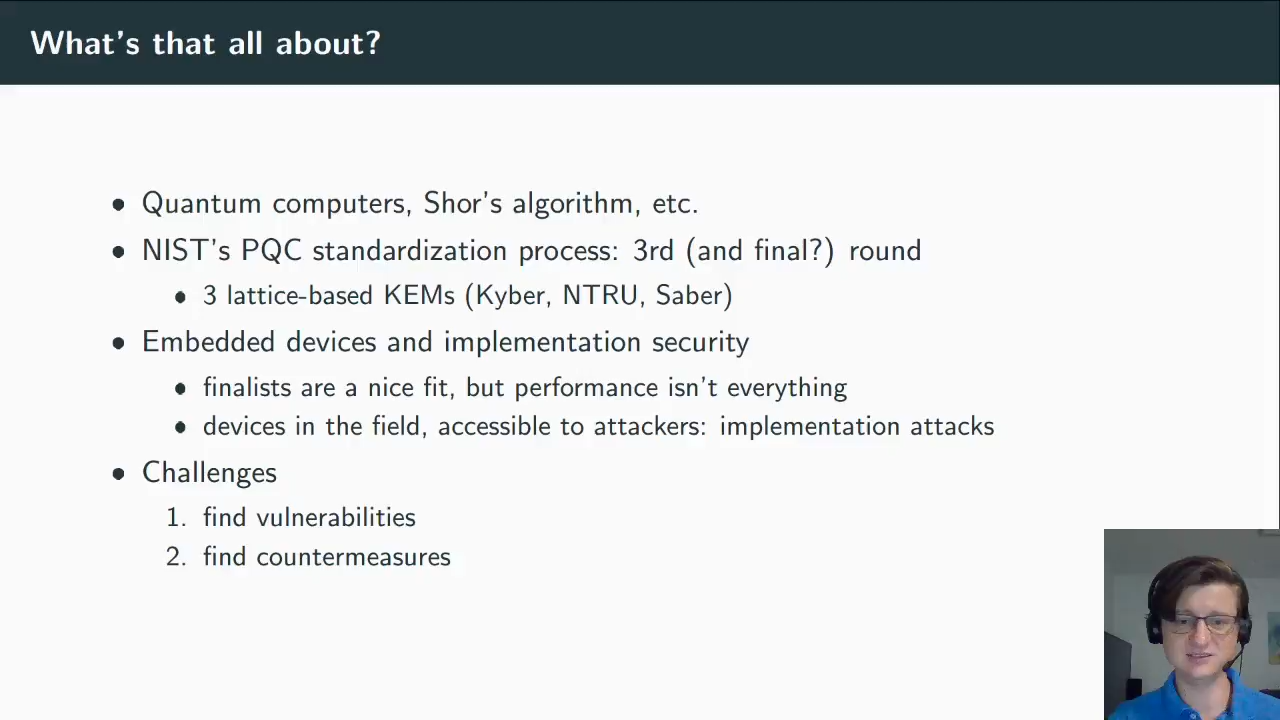 What's that all about?
• Quantum computers, Shor's algorithm, etc.
• NIST's PQC standardization process: 3rd (and final?) round
• 3 lattice-based KEMs (Kyber, NTRU, Saber)
• Embedded devices and implementation security
• finalists are a nice fit, but performance isn't everything
• devices in the field, accessible to attackers: implementation attacks
• Challenges
1. find vulnerabilities
2. find countermeasures